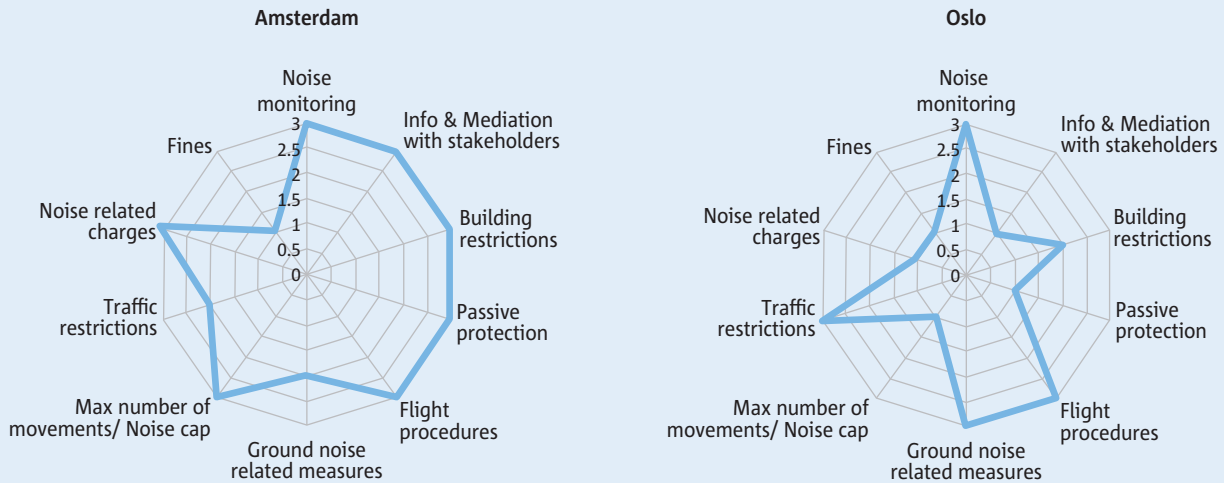 Amsterdam
Noise
monitoring
Info & Mediation
with stakeholders
Building
restrictions
Passive
protection
Flight
procedures
Ground noise
related measures
Max number of
movements/ Noise cap
Traffic
restrictions
Noise related
charges
Fines
3
2.5
2
1.5
1
0.5
0
Oslo
Noise
monitoring
Info & Mediation
with stakeholders
Building
restrictions
Passive
protection
Flight
procedures
Ground noise
related measures
Max number of
movements/ Noise cap
Traffic
restrictions
Noise related
charges
Fines
3
2.5
2
1.5
1
0.5
0